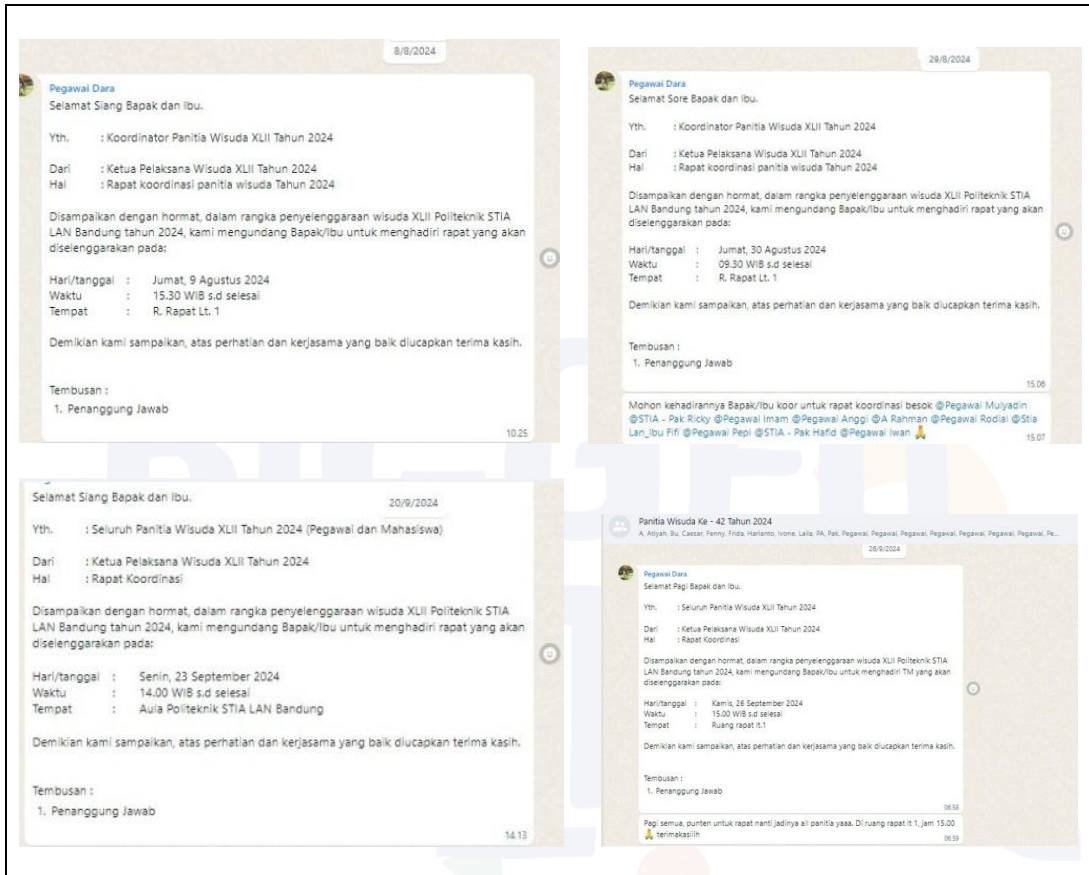 8/8/2024
Pegawai Dara
Selamat Siang Bapak dan Ibu.
Yth. : Koordinator Panitia Wisuda XLII Tahun 2024
Dari : Ketua Pelaksana Wisuda XLII Tahun 2024
Hal : Rapat koordinasi panitia wisuda Tahun 2024
Disampaikan dengan hormat, dalam rangka penyelenggaraan wisuda XLII Politeknik STIA
LAN Bandung tahun 2024, kami mengundang Bapak/Ibu untuk menghadiri rapat yang akan
diselenggarakan pada:
Hari/tanggal : Jumat, 9 Agustus 2024
Waktu : 15.30 WIB s.d selesai
Tempat : R. Rapat Lt. 1
Demikian kami sampaikan, atas perhatian dan kerjasama yang baik diucapkan terima kasih.
Tembusan :
1. Penanggung Jawab
10.25
29/8/2024
Pegawai Dara
Selamat Sore Bapak dan Ibu.
Yth. : Koordinator Panitia Wisuda XLII Tahun 2024
Dari : Ketua Pelaksana Wisuda XLII Tahun 2024
Hal : Rapat koordinasi panitia wisuda Tahun 2024
Disampaikan dengan hormat, dalam rangka penyelenggaraan wisuda XLII Politeknik STIA
LAN Bandung tahun 2024, kami mengundang Bapak/Ibu untuk menghadiri rapat yang akan
diselenggarakan pada:
Hari/tanggal : Jumat, 30 Agustus 2024
Waktu : 09.30 WIB s.d selesai
Tempat : R. Rapat Lt. 1
Demikian kami sampaikan, atas perhatian dan kerjasama yang baik diucapkan terima kasih.
Tembusan :
1. Penanggung Jawab
15.06
Mohon kehadirannya Bapak/Ibu koor untuk rapat koordinasi besok @Pegawai Mulyadin
@STIA - Pak Ricky @Pegawai Imam @Pegawai Anggi @A Rahman @Pegawai Rodial @Stia
Lan_Ibu Fifi @Pegawai Pepi @STIA - Pak Hafid @Pegawai Iwan 🙏
15.07
Selamat Siang Bapak dan Ibu.
20/9/2024
Yth. : Seluruh Panitia Wisuda XLII Tahun 2024 (Pegawai dan Mahasiswa)
Dari : Ketua Pelaksana Wisuda XLII Tahun 2024
Hal : Rapat Koordinasi
Disampaikan dengan hormat, dalam rangka penyelenggaraan wisuda XLII Politeknik STIA
LAN Bandung tahun 2024, kami mengundang Bapak/Ibu untuk menghadiri rapat yang akan
diselenggarakan pada:
Hari/tanggal : Senin, 23 September 2024
Waktu : 14.00 WIB s.d selesai
Tempat : Aula Politeknik STIA LAN Bandung
Demikian kami sampaikan, atas perhatian dan kerjasama yang baik diucapkan terima kasih.
Tembusan :
1. Penanggung Jawab
14.13
Panitia Wisuda Ke - 42 Tahun 2024
A, Atiyah, Bu, Caecar, Fenny, Frida, Harianto, Ivone, Laila, PA, Pak, Pegawai, Pegawai, Pegawai, Pegawai, Pegawai, Pegawai, Pegawai, Pe...
26/9/2024
Pegawai Dara
Selamat Pagi Bapak dan Ibu.
Yth. : Seluruh Panitia Wisuda XLII Tahun 2024
Dari : Ketua Pelaksana Wisuda XLII Tahun 2024
Hal : Rapat Koordinasi
Disampaikan dengan hormat, dalam rangka penyelenggaraan wisuda XLII Politeknik STIA
LAN Bandung tahun 2024, kami mengundang Bapak/Ibu untuk menghadiri TM yang akan
diselenggarakan pada:
Hari/tanggal : Kamis, 26 September 2024
Waktu : 15.00 WIB s.d selesai
Tempat : Ruang rapat lt.1
Demikian kami sampaikan, atas perhatian dan kerjasama yang baik diucapkan terima kasih.
Tembusan :
1. Penanggung Jawab
06.58
Pagi semua, punten untuk rapat nanti jadinya all panitia yaaa. Di ruang rapat lt 1, jam 15.00
🙏 terimakasiih
06.59